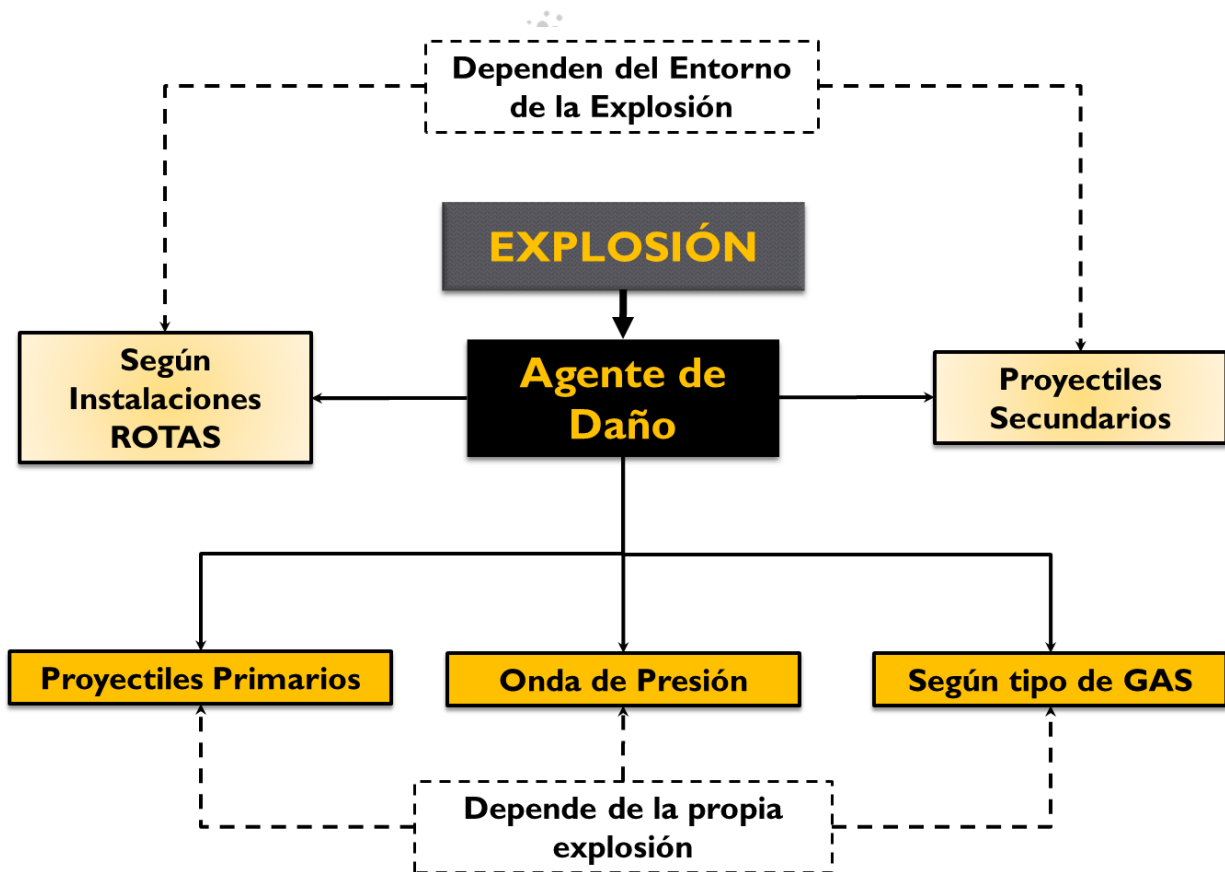 Dependen del Entorno
de la Explosión
EXPLOSIÓN
Según
Instalaciones
ROTAS
Agente de
Daño
Proyectiles
Secundarios
Proyectiles Primarios
Onda de Presión
Según tipo de GAS
Depende de la propia
explosión